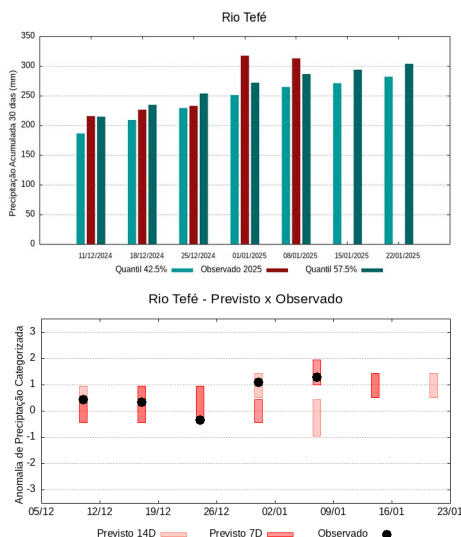 Rio Tefé
Precipitação Acumulada 30 dias (mm)
350
300
250
200
150
100
50
0
11/12/2024 18/12/2024 25/12/2024 01/01/2025 08/01/2025 15/01/2025 22/01/2025
Quantil 42.5% Observado 2025 Quantil 57.5%
Rio Tefé - Previsto x Observado
Anomalia de Precipitação Categorizada
3
2
1
0
-1
-2
-3
05/12 12/12 19/12 26/12 02/01 09/01 16/01 23/01
Previsto 14D Previsto 7D Observado